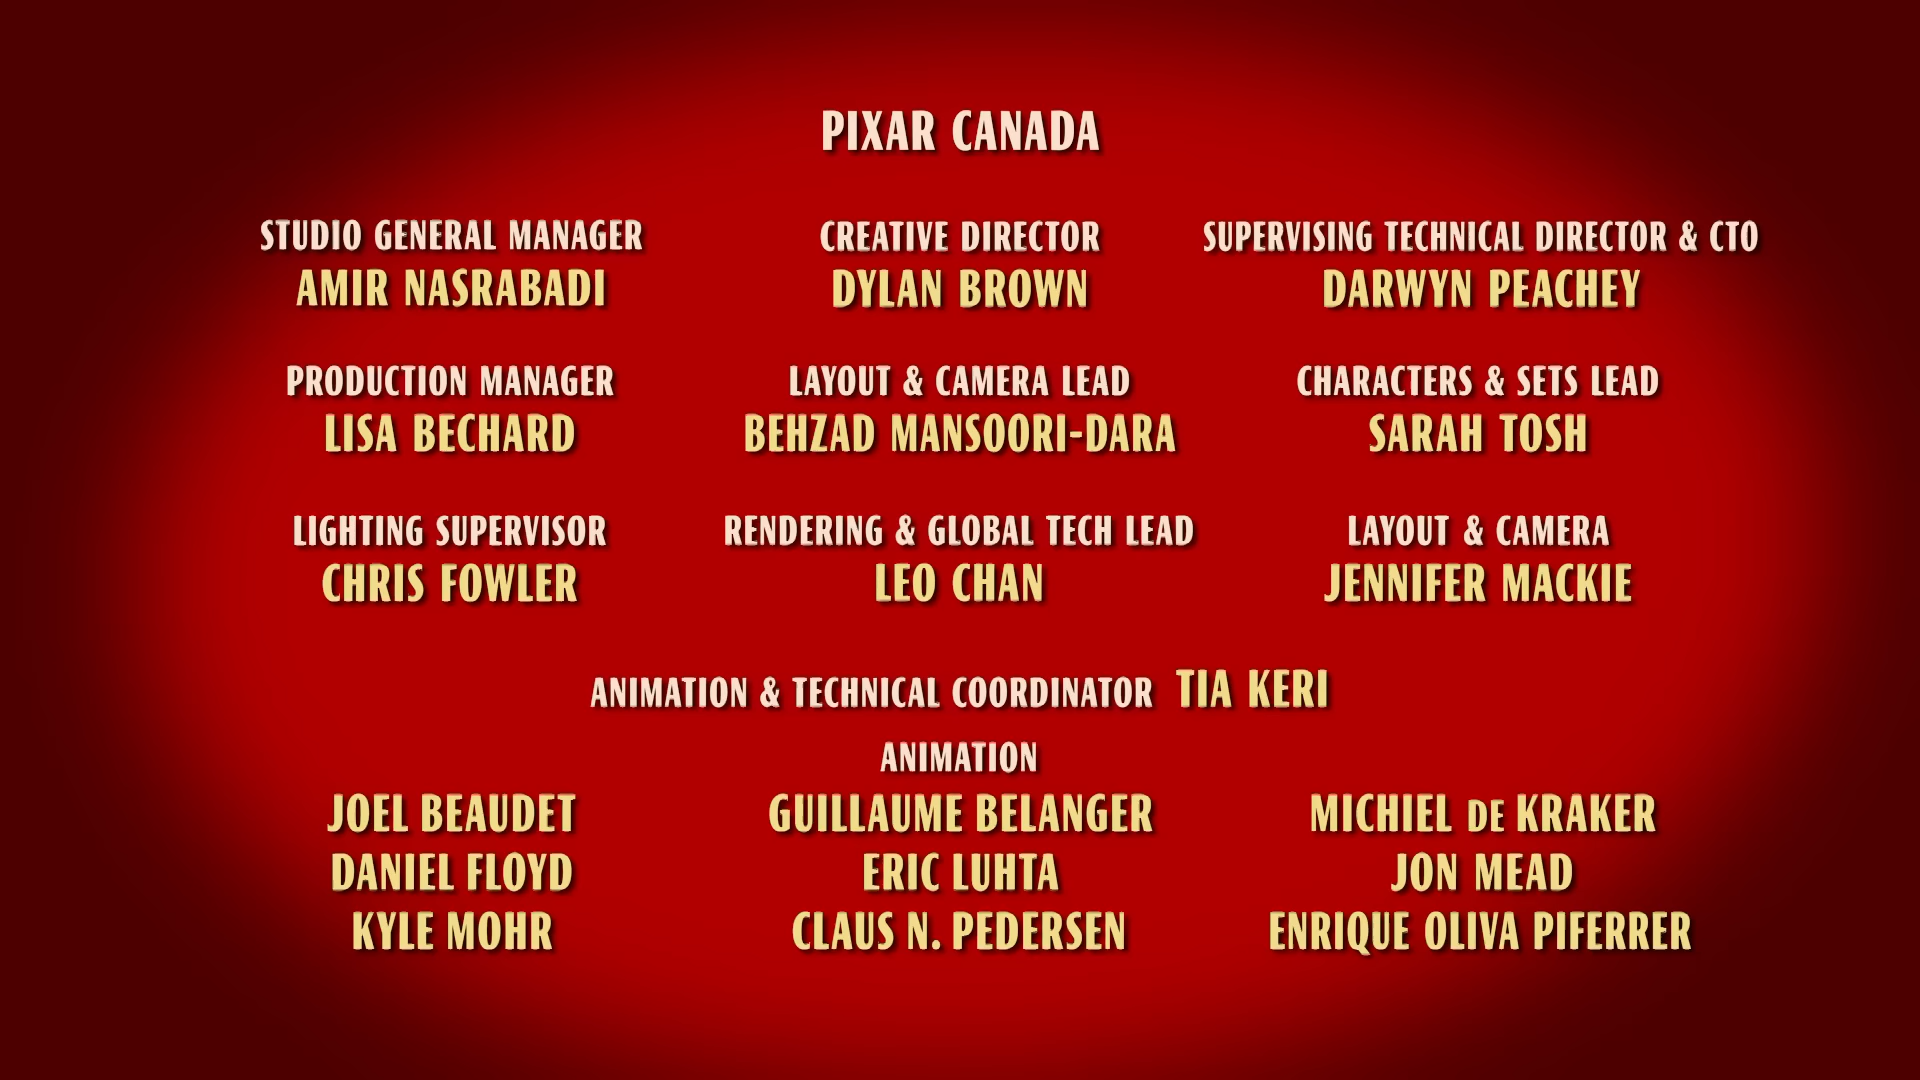 PIXAR CANADA
STUDIO GENERAL MANAGER
AMIR NASRABADI
CREATIVE DIRECTOR
DYLAN BROWN
SUPERVISING TECHNICAL DIRECTOR & CTO
DARWYN PEACHEY
PRODUCTION MANAGER
LISA BECHARD
LAYOUT & CAMERA LEAD
BEHZAD MANSOORI-DARA
CHARACTERS & SETS LEAD
SARAH TOSH
LIGHTING SUPERVISOR
CHRIS FOWLER
RENDERING & GLOBAL TECH LEAD
LEO CHAN
LAYOUT & CAMERA
JENNIFER MACKIE
ANIMATION & TECHNICAL COORDINATOR TIA KERI
ANIMATION
JOEL BEAUDET
GUILLAUME BELANGER
MICHIEL DE KRAKER
DANIEL FLOYD
ERIC LUHTA
JON MEAD
KYLE MOHR
CLAUS N. PEDERSEN
ENRIQUE OLIVA PIFERRER